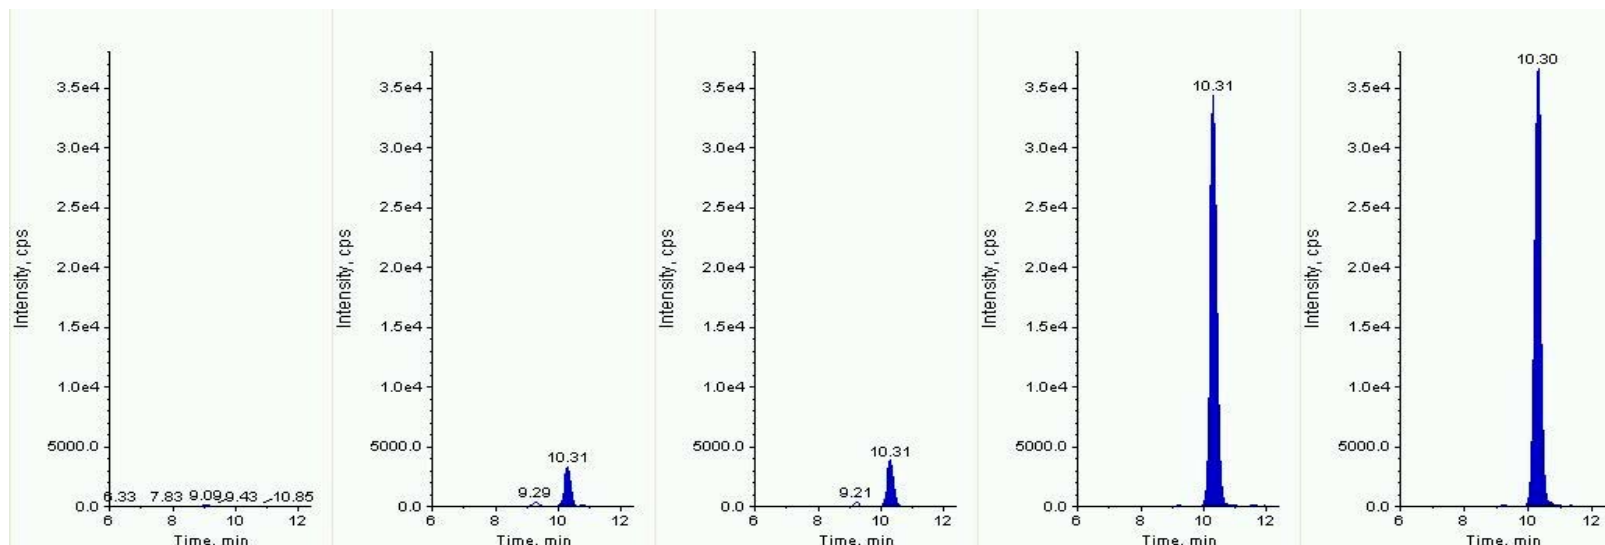 Intensity, cps
3.5e4
3.0e4
2.5e4
2.0e4
1.5e4
1.0e4
5000.0
0.0
6.33 7.83 9.09 9.43 10.85
6 8 10 12
Time, min
Intensity, cps
3.5e4
3.0e4
2.5e4
2.0e4
1.5e4
1.0e4
5000.0
0.0
10.31
9.29
6 8 10 12
Time, min
Intensity, cps
3.5e4
3.0e4
2.5e4
2.0e4
1.5e4
1.0e4
5000.0
0.0
10.31
9.21
6 8 10 12
Time, min
Intensity, cps
10.31
3.5e4
3.0e4
2.5e4
2.0e4
1.5e4
1.0e4
5000.0
0.0
6 8 10 12
Time, min
Intensity, cps
10.30
3.5e4
3.0e4
2.5e4
2.0e4
1.5e4
1.0e4
5000.0
0.0
6 8 10 12
Time, min